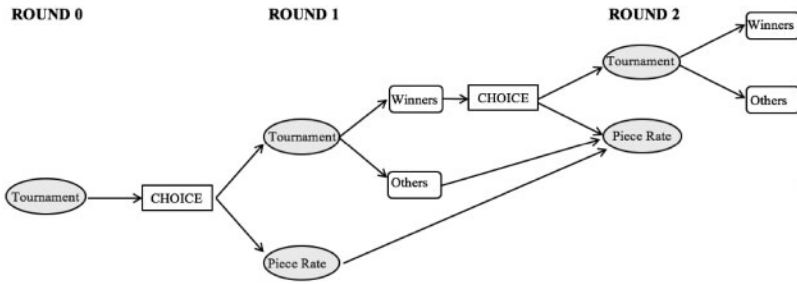 ROUND 0
ROUND 1
ROUND 2
Winners
Tournament
Winners
CHOICE
Others
Tournament
Piece Rate
Others
Tournament
CHOICE
Piece Rate